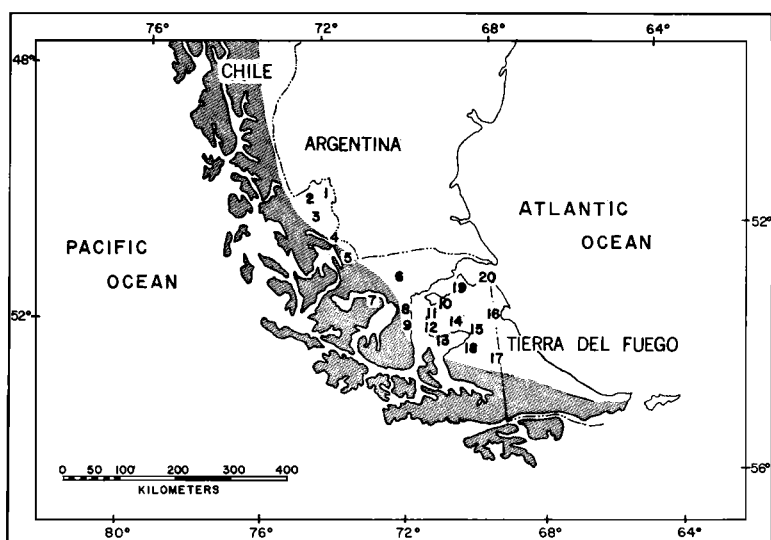 76° 72° 68° 64°
48°
CHILE
ARGENTINA
1
2
3
ATLANTIC
OCEAN
52°
4
PACIFIC
OCEAN
5
6
20
19
7
10
8
11
16
52°
9
12
14
15
13
18
TIERRA DEL FUEGO
17
0 50 100 200 300 400
KILOMETERS
56°
80° 76° 72° 68° 64°